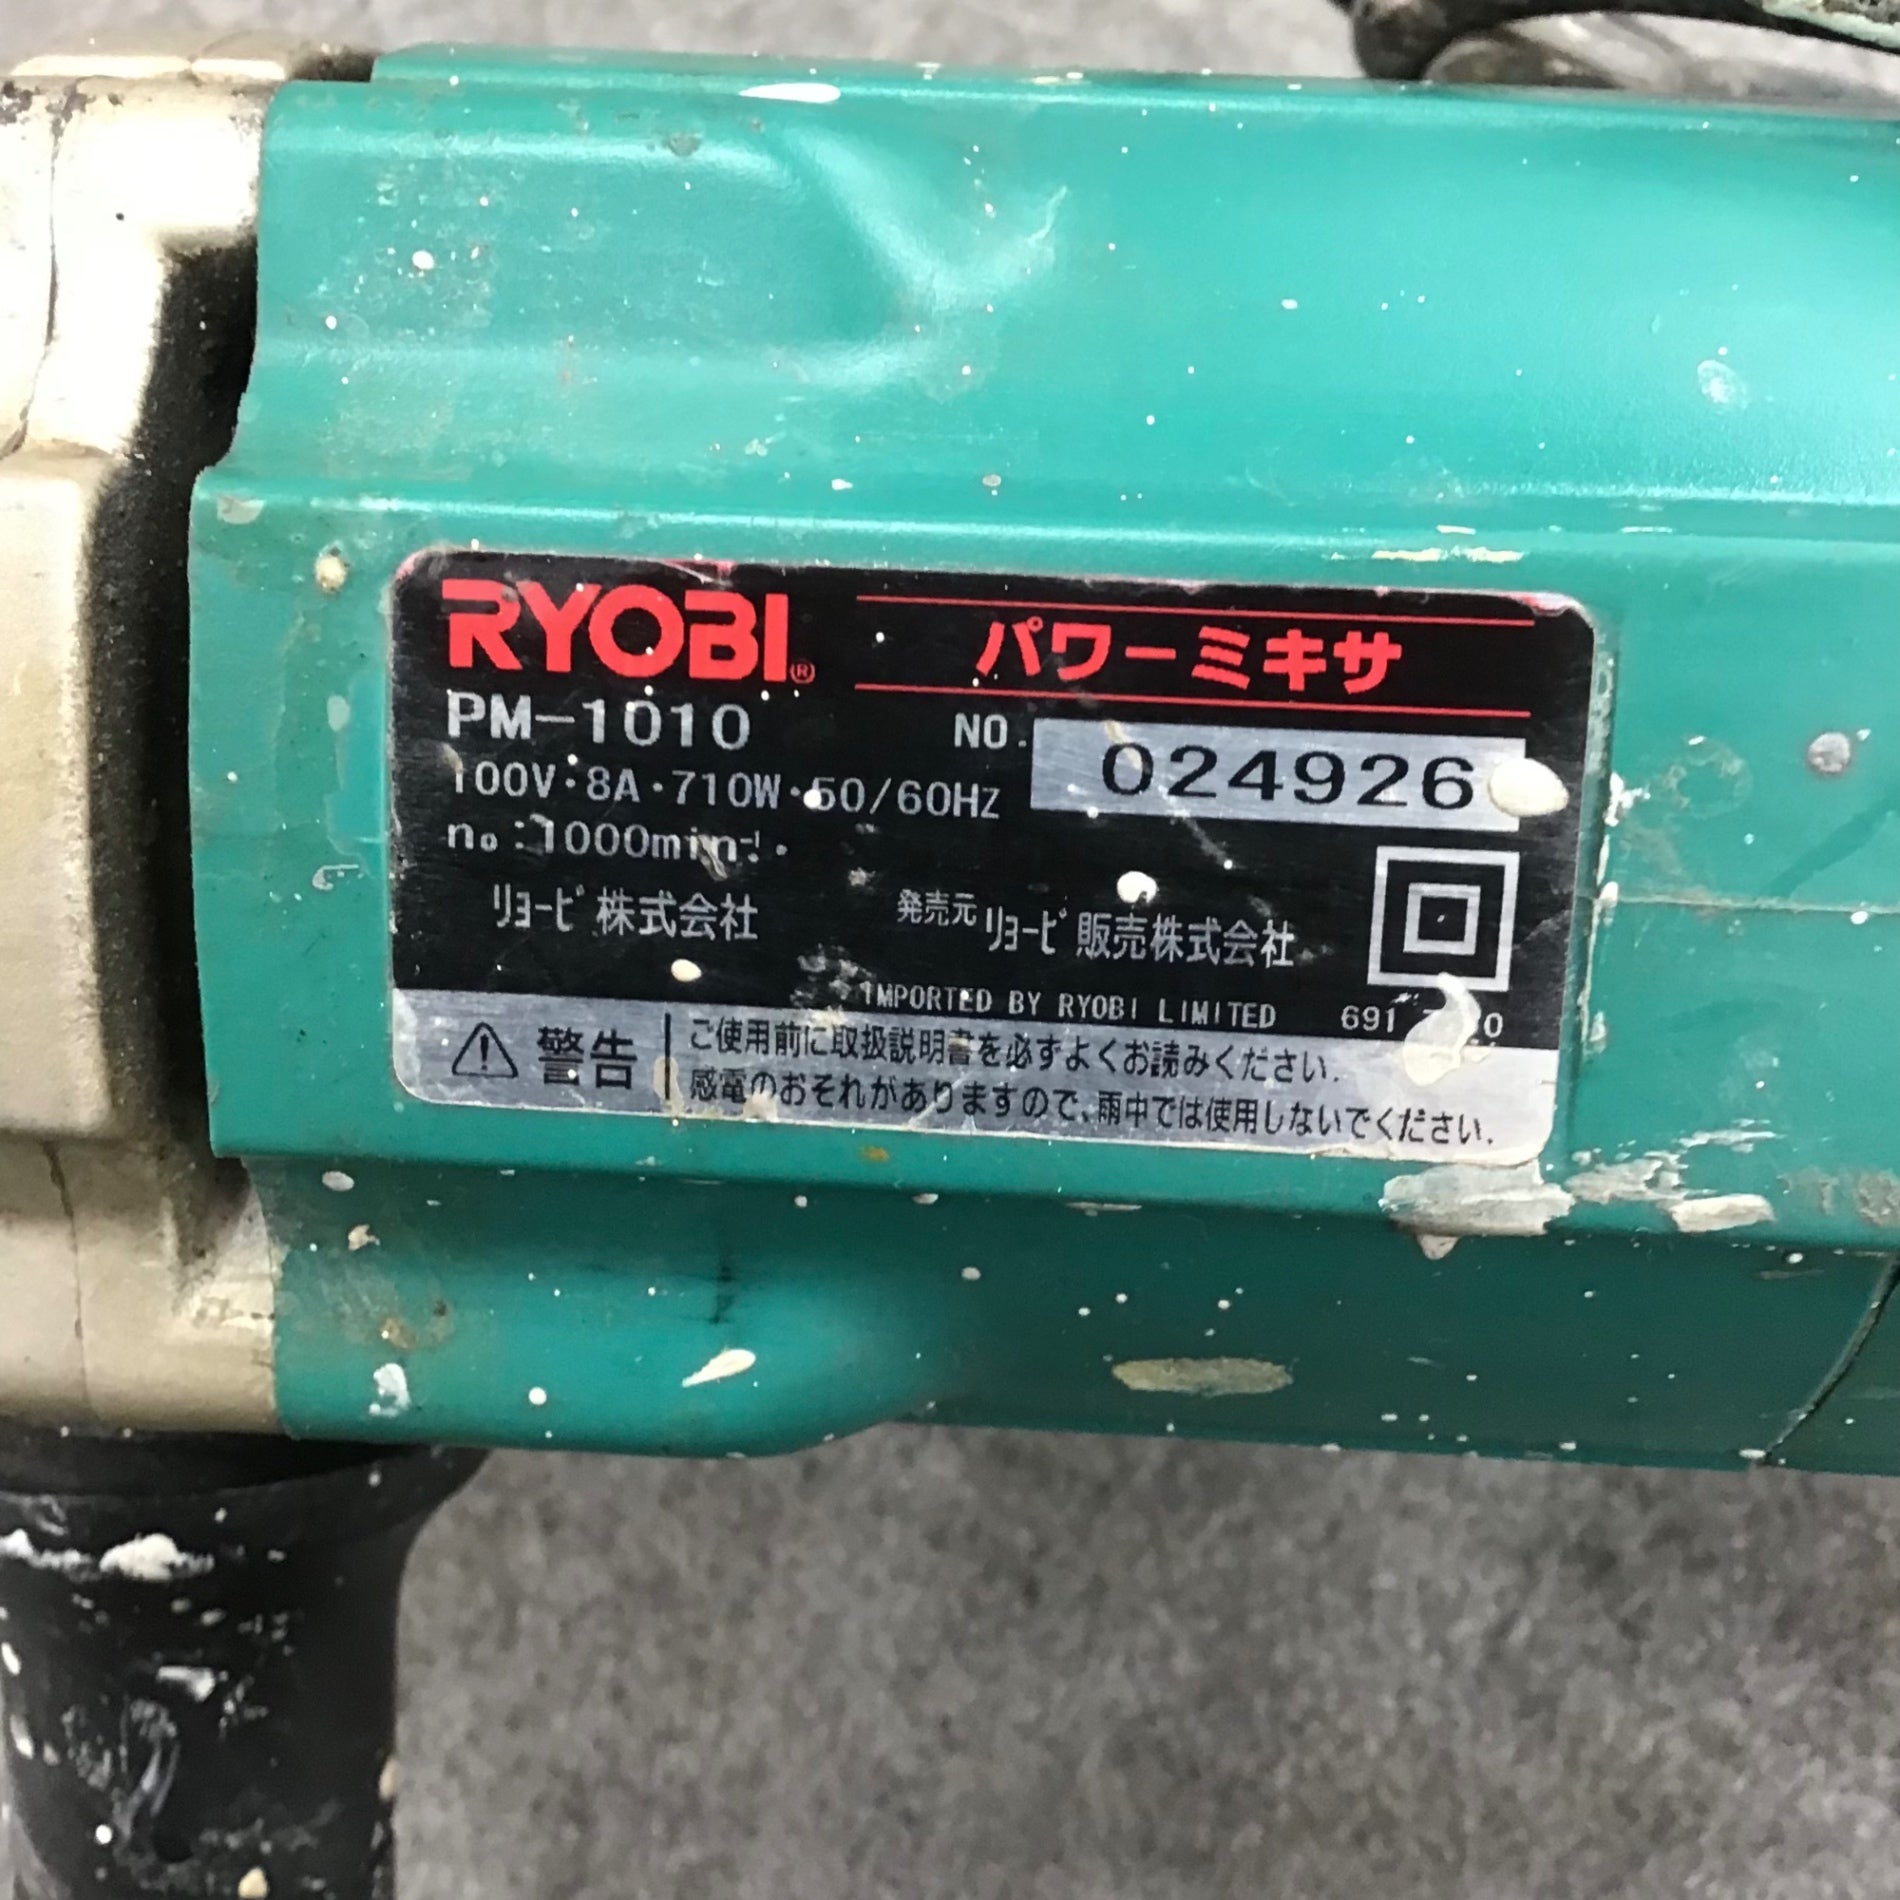 RYOBI® パワーミキサ
PM-1010 NO. 024926
100V・8A・710W・50/60HZ
n₀:1000min⁻¹・
リョービ株式会社 発売元 リョービ販売株式会社
IMPORTED BY RYOBI LIMITED 691
警告
ご使用前に取扱説明書を必ずよくお読みください.
感電のおそれがありますので、雨中では使用しないでください.